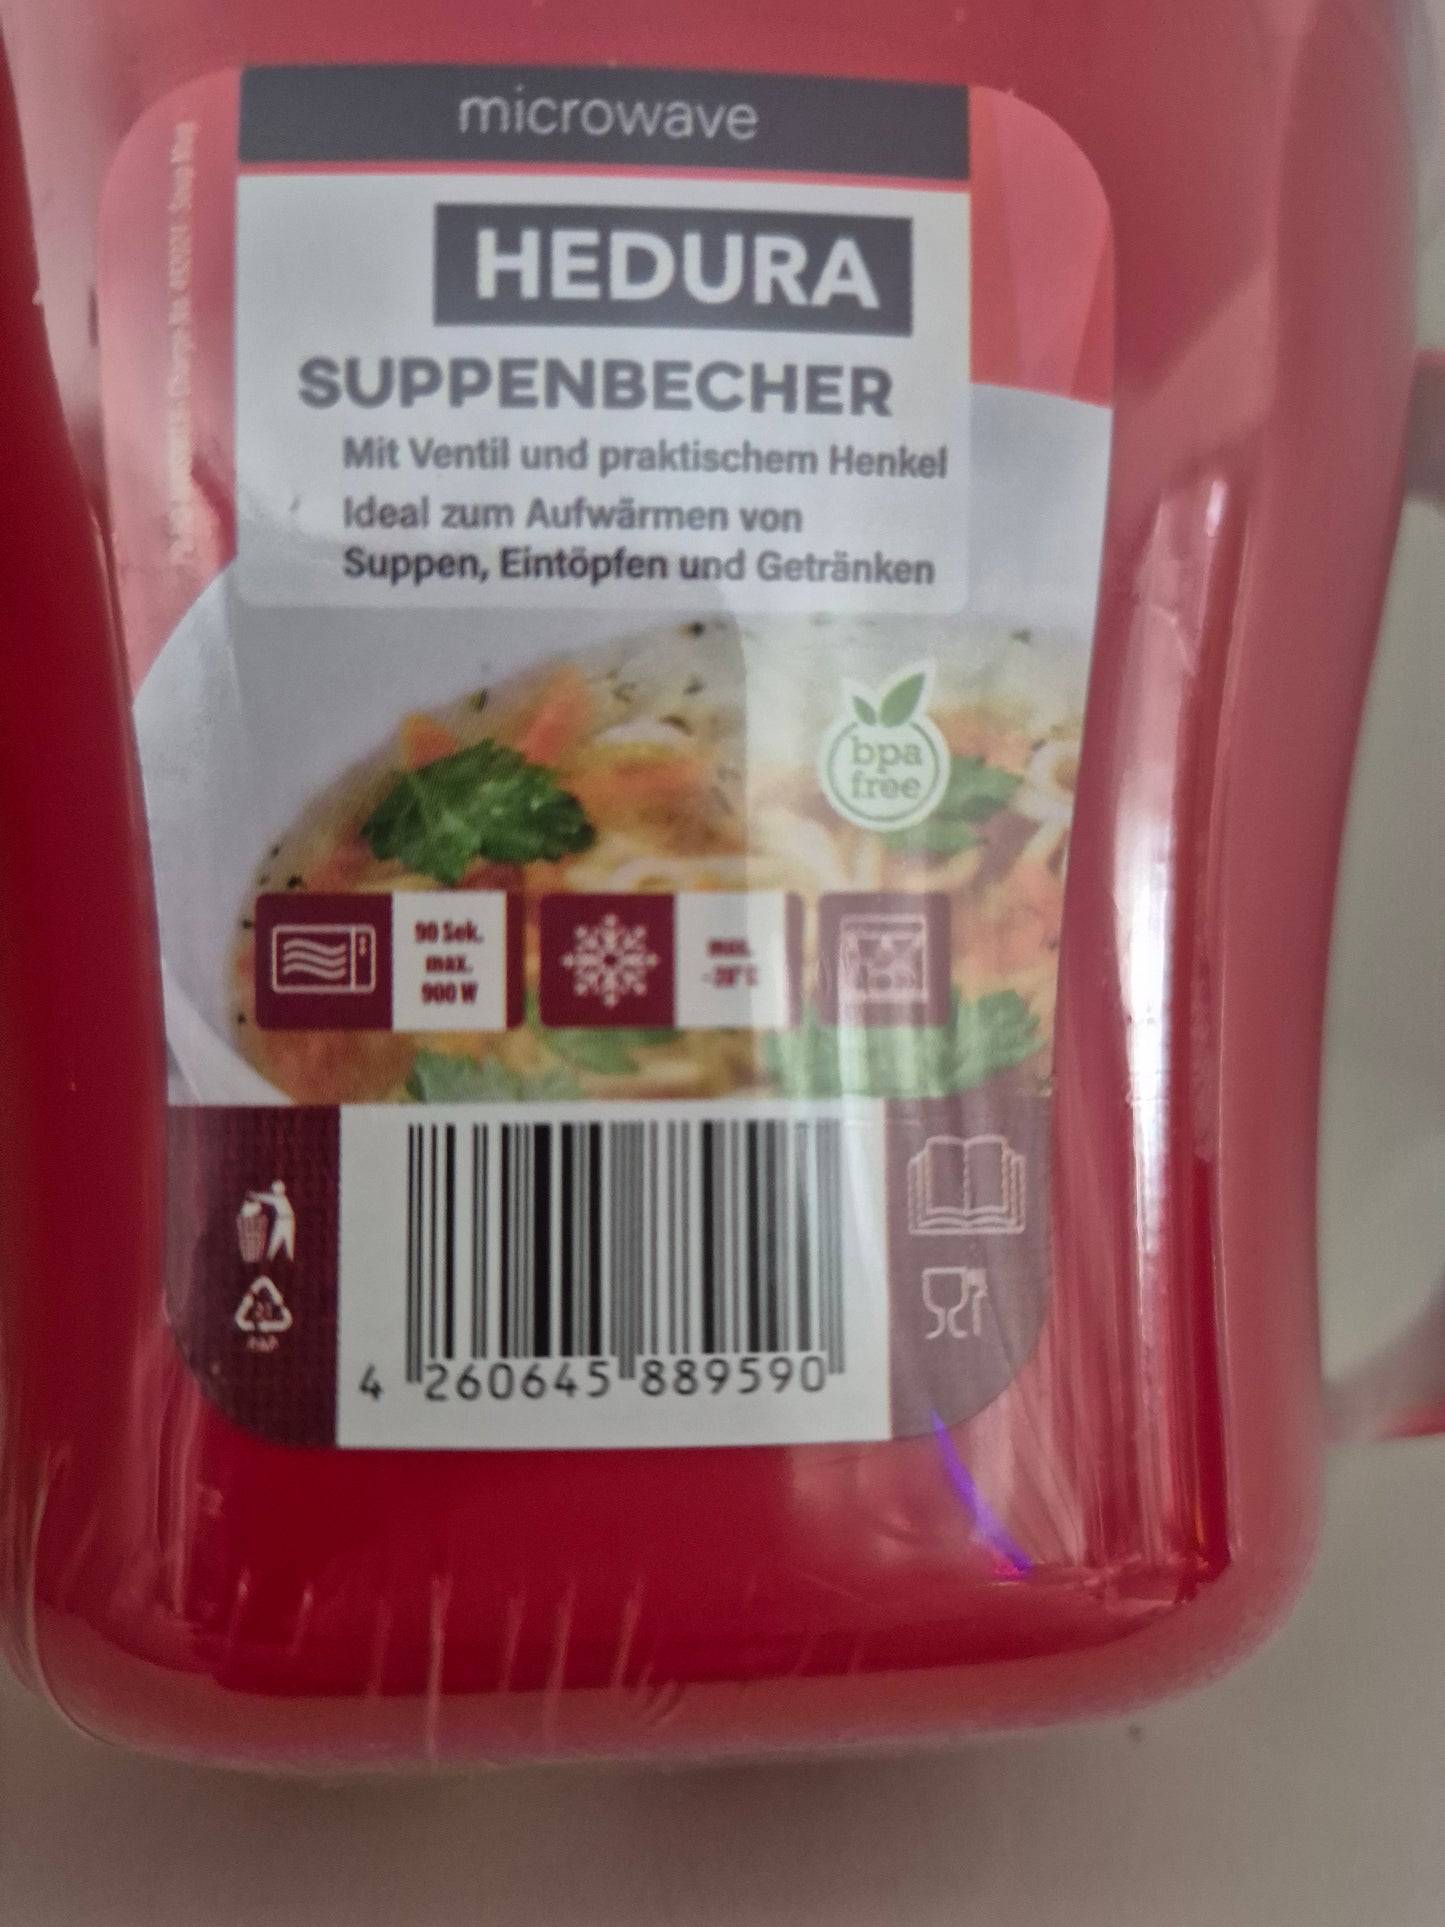 microwave
HEDURA
SUPPENBECHER
Mit Ventil und praktischem Henkel
Ideal zum Aufwärmen von
Suppen, Eintöpfen und Getränken
bpa
free
90 Sek.
max.
900 W
4 260645 889590